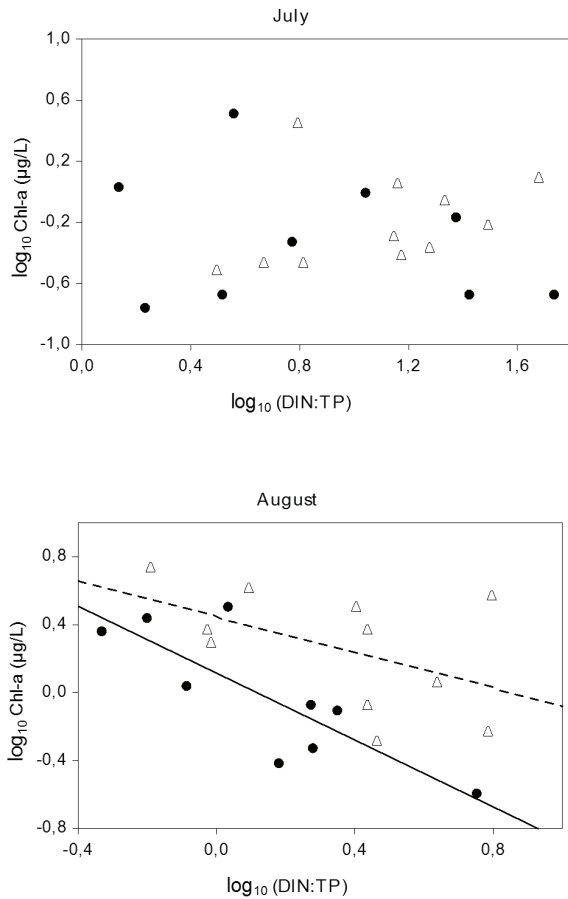 July
1,0
0,6
0,2
-0,2
-0,6
-1,0
log10 Chl-a (µg/L)
0,0 0,4 0,8 1,2 1,6
log10 (DIN:TP)
August
0,8
0,4
0,0
-0,4
-0,8
log10 Chl-a (µg/L)
-0,4 0,0 0,4 0,8
log10 (DIN:TP)